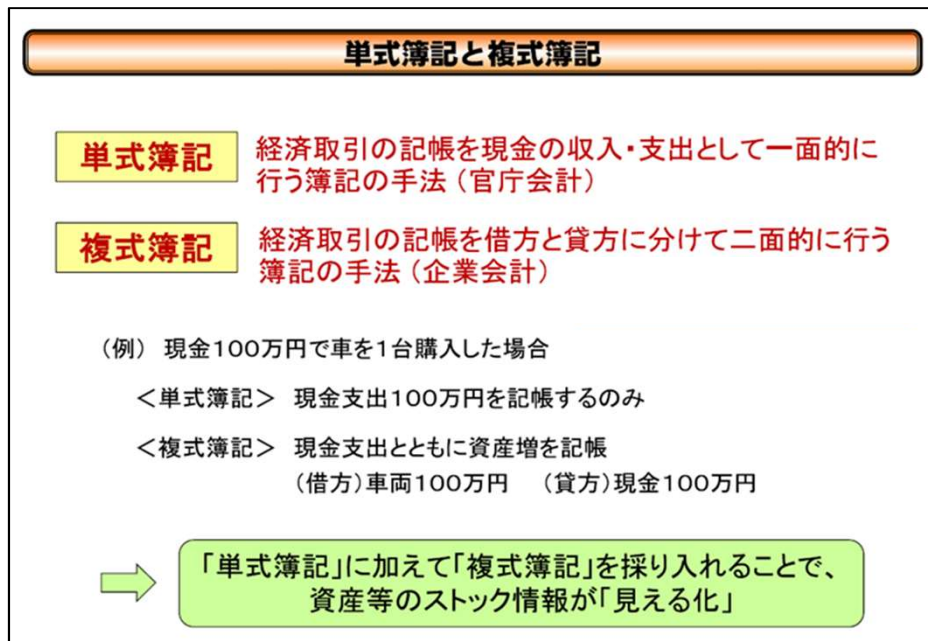 単式簿記と複式簿記
単式簿記
経済取引の記帳を現金の収入・支出として一面的に
行う簿記の手法（官庁会計）
複式簿記
経済取引の記帳を借方と貸方に分けて二面的に行う
簿記の手法（企業会計）
（例） 現金100万円で車を1台購入した場合
＜単式簿記＞ 現金支出100万円を記帳するのみ
＜複式簿記＞ 現金支出とともに資産増を記帳
（借方）車両100万円 （貸方）現金100万円
「単式簿記」に加えて「複式簿記」を採り入れることで、
資産等のストック情報が「見える化」